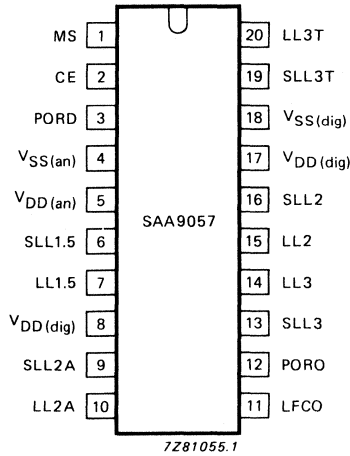 MS 1 20 LL3T
CE 2 19 SLL3T
PORD 3 18 VSS(dig)
VSS(an) 4 17 VDD(dig)
VDD(an) 5 16 SLL2
SAA9057
SLL1.5 6 15 LL2
LL1.5 7 14 LL3
VDD(dig) 8 13 SLL3
SLL2A 9 12 PORO
LL2A 10 11 LFCO
7Z81055.1